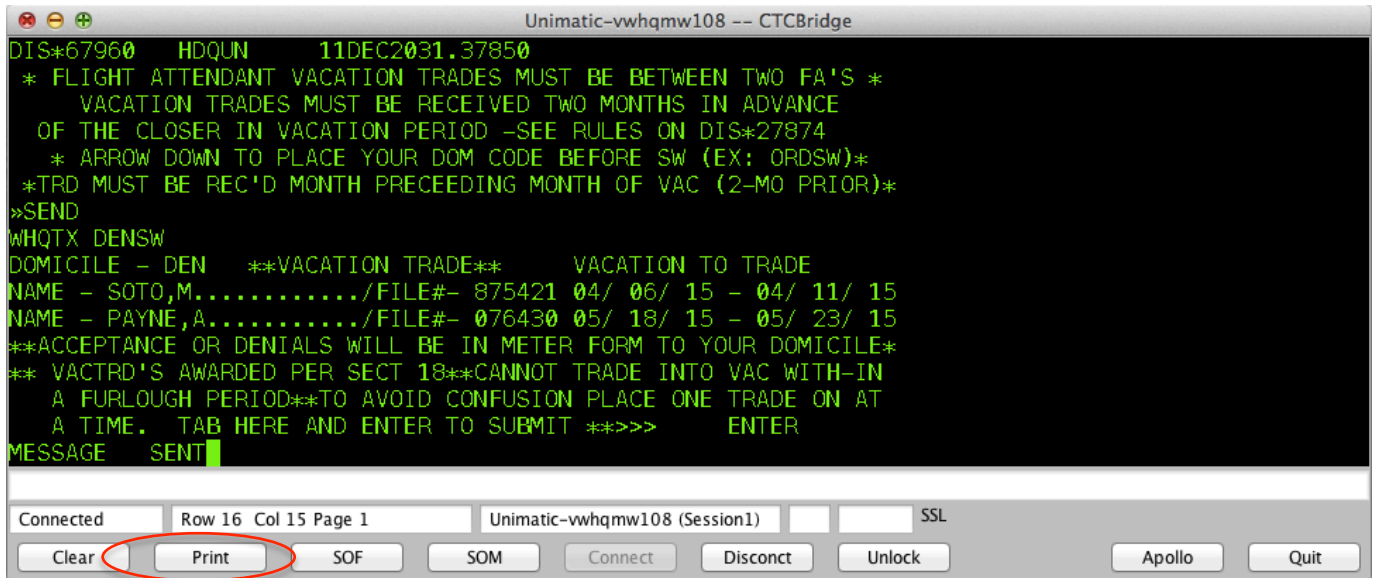 Unimatic-vwhqmw108 -- CTCBridge
DIS*67960   HDQUN     11DEC2031.37850
 * FLIGHT ATTENDANT VACATION TRADES MUST BE BETWEEN TWO FA'S *
     VACATION TRADES MUST BE RECEIVED TWO MONTHS IN ADVANCE
  OF THE CLOSER IN VACATION PERIOD -SEE RULES ON DIS*27874
   * ARROW DOWN TO PLACE YOUR DOM CODE BEFORE SW (EX: ORDSW)*
 *TRD MUST BE REC'D MONTH PRECEEDING MONTH OF VAC (2-MO PRIOR)*
»SEND
WHQTX DENSW
DOMICILE - DEN   **VACATION TRADE**     VACATION TO TRADE
NAME - SOTO,M............/FILE#- 875421 04/ 06/ 15 - 04/ 11/ 15
NAME - PAYNE,A.........../FILE#- 076430 05/ 18/ 15 - 05/ 23/ 15
**ACCEPTANCE OR DENIALS WILL BE IN METER FORM TO YOUR DOMICILE*
** VACTRD'S AWARDED PER SECT 18**CANNOT TRADE INTO VAC WITH-IN
   A FURLOUGH PERIOD**TO AVOID CONFUSION PLACE ONE TRADE ON AT
   A TIME.  TAB HERE AND ENTER TO SUBMIT **>>>     ENTER
MESSAGE   SENT
Connected   Row 16  Col 15 Page 1   Unimatic-vwhqmw108 (Session1)   SSL
Clear   Print   SOF   SOM   Connect   Disconct   Unlock   Apollo   Quit